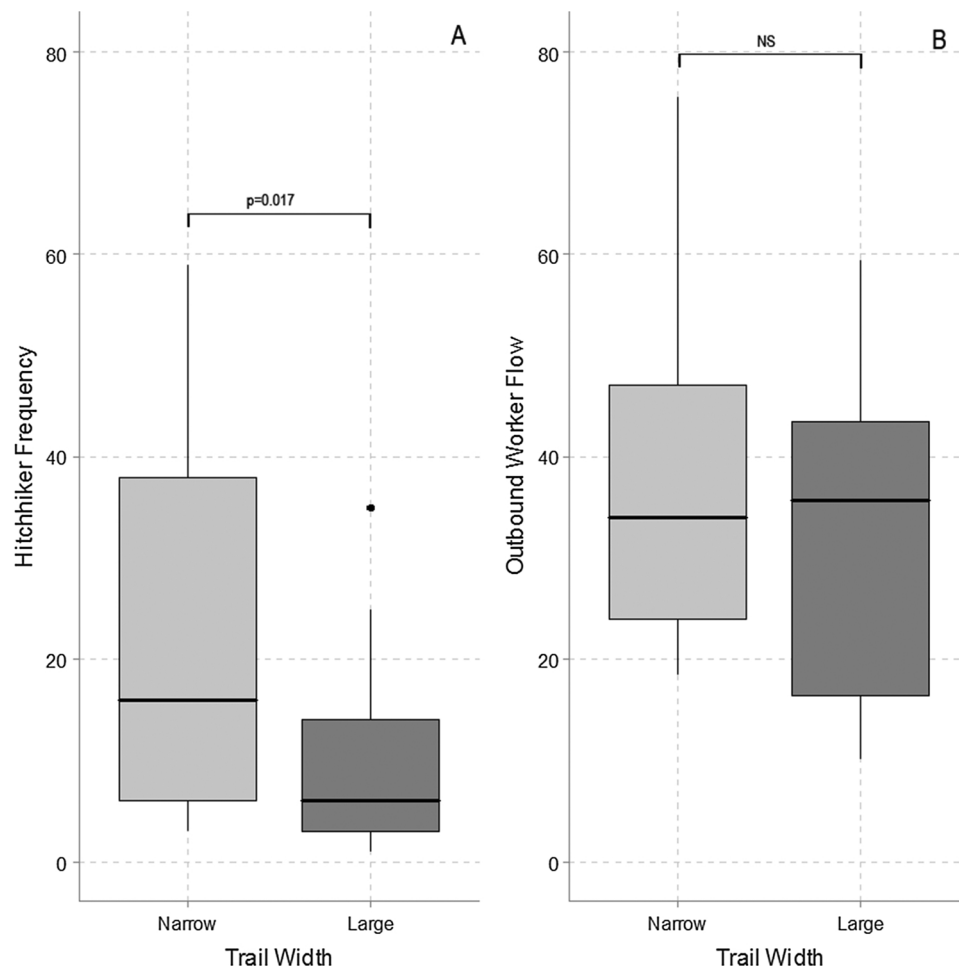 A
80
p=0.017
60
40
20
0
Hitchhiker Frequency
Narrow Large
Trail Width
B
80
NS
60
40
20
0
Outbound Worker Flow
Narrow Large
Trail Width